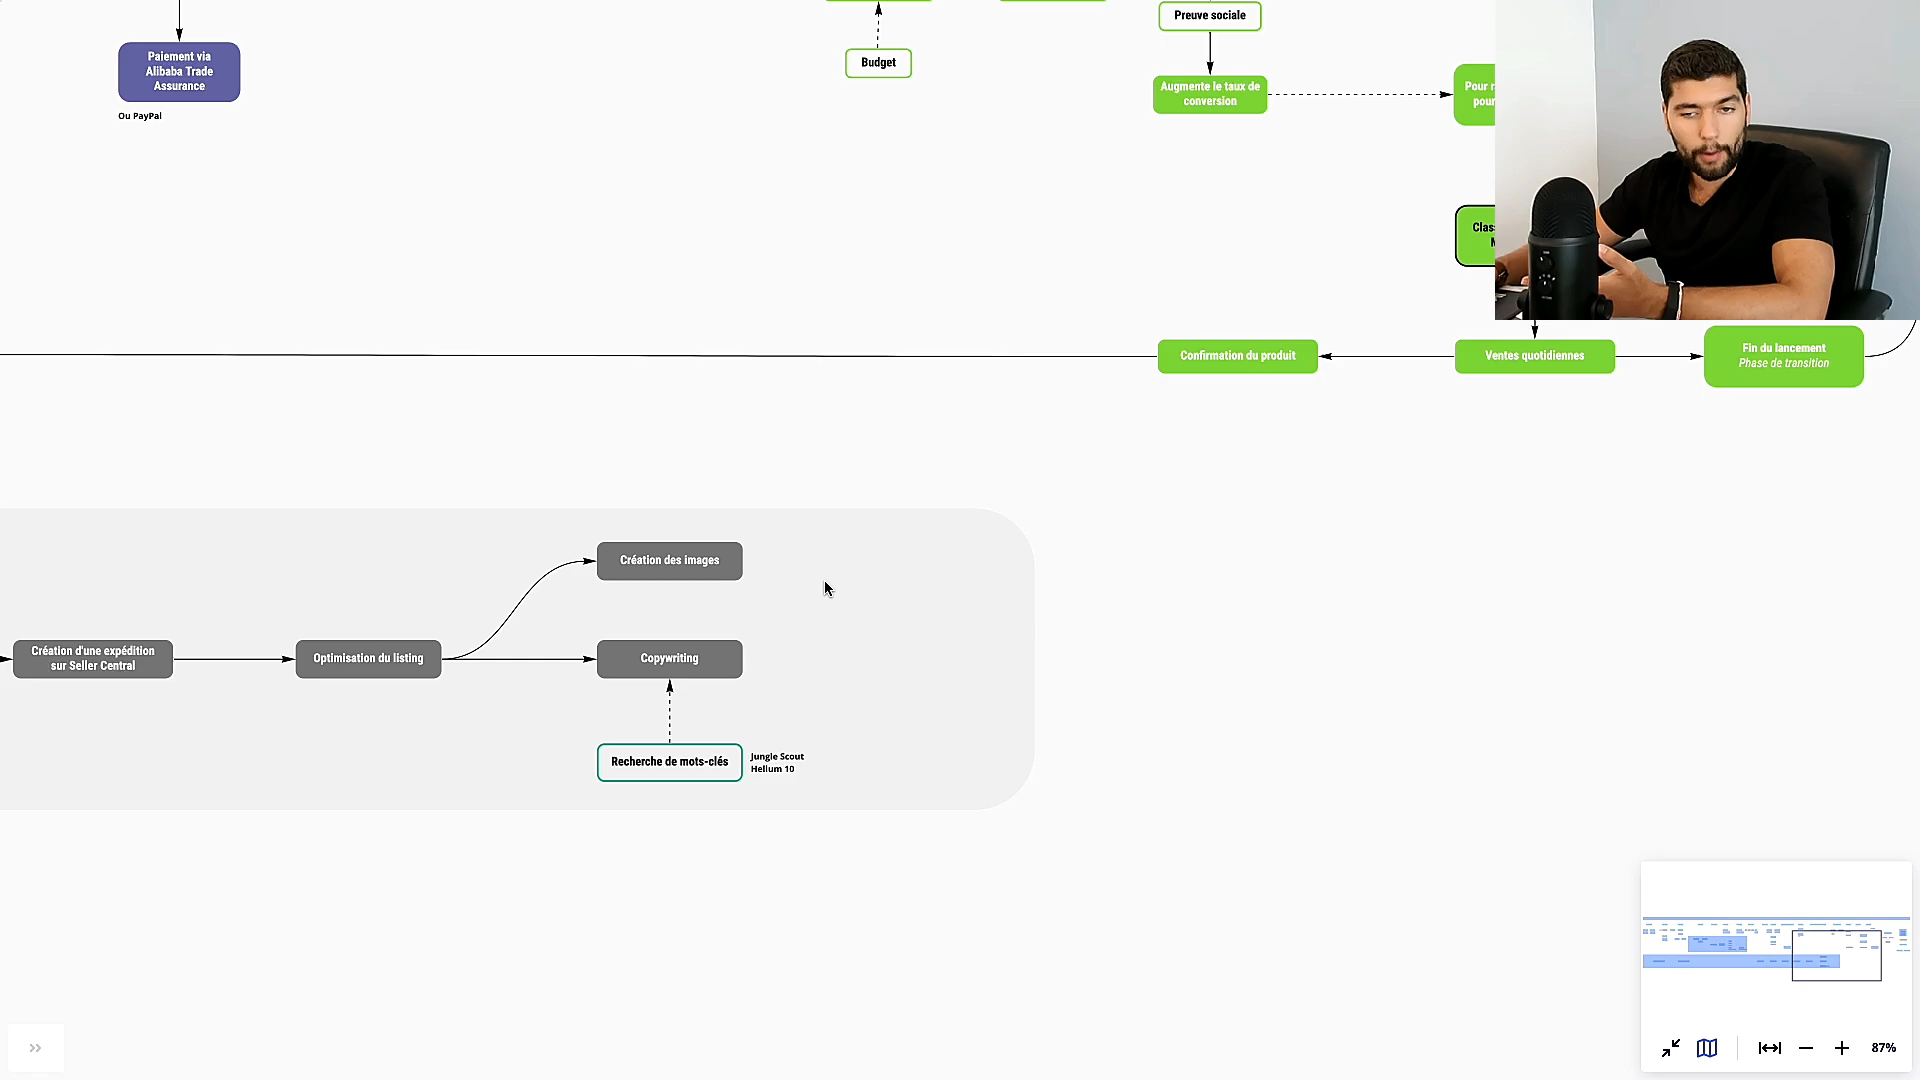 Preuve sociale
Paiement via
Alibaba Trade
Assurance
Budget
Augmente le taux de
conversion
Pour
pour
Ou PayPal
Confirmation du produit
Ventes quotidiennes
Fin du lancement
Phase de transition
Création des images
Création d'une expédition
sur Seller Central
Optimisation du listing
Copywriting
Recherche de mots-clés
Jungle Scout
Helium 10
87%